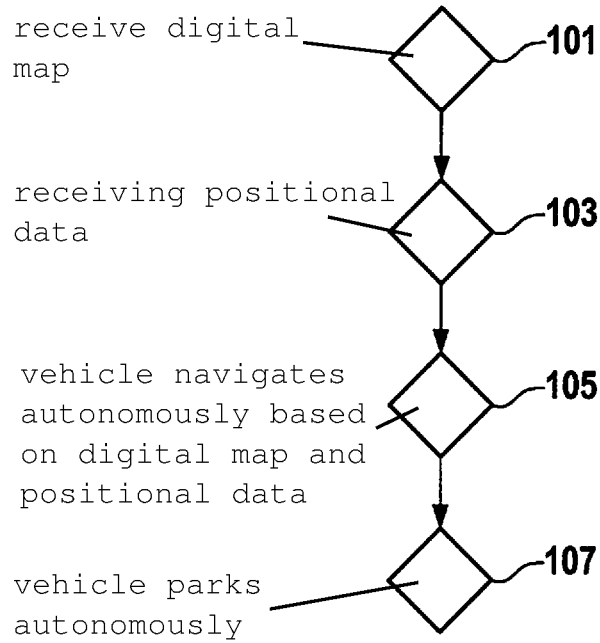 receive digital
map
101
receiving positional
data
103
vehicle navigates
autonomously based
on digital map and
positional data
105
vehicle parks
autonomously
107